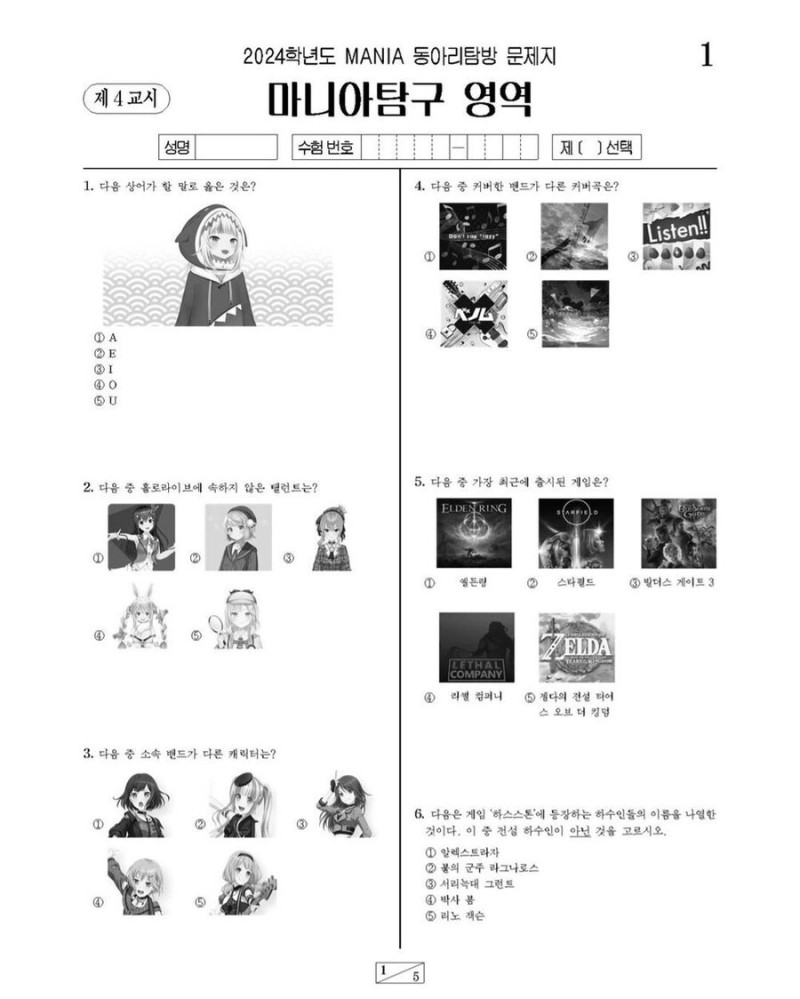 2024학년도 MANIA 동아리탐방 문제지
1
제 4 교시
마니아탐구 영역
성명
수험 번호
—
제 ( ) 선택
1. 다음 상어가 할 말로 옳은 것은?
① A
② E
③ I
④ O
⑤ U
2. 다음 중 홀로라이브에 속하지 않은 탤런트는?
①
②
③
④
⑤
3. 다음 중 소속 밴드가 다른 캐릭터는?
①
②
③
④
⑤
4. 다음 중 커버한 밴드가 다른 커버곡은?
① Don't say "lazy"
②
③ Listen!!
④ ベノム
⑤
5. 다음 중 가장 최근에 출시된 게임은?
ELDEN RING
STARFIELD
① 엘든링
② 스타필드
③ 발더스 게이트 3
LETHAL
COMPANY
ZELDA
④ 리썰 컴퍼니
⑤ 젤다의 전설 티어
스 오브 더 킹덤
6. 다음은 게임 '하스스톤'에 등장하는 하수인들의 이름을 나열한
것이다. 이 중 전설 하수인이 아닌 것을 고르시오.
① 알렉스트라자
② 불의 군주 라그나로스
③ 서리늑대 그런트
④ 박사 붐
⑤ 리노 잭슨
1
5